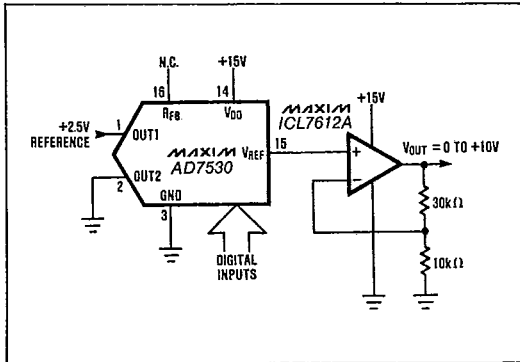 N.C.
+15V
16
14
RFB
VDD
+15V
MAXIM
ICL7612A
+2.5V
REFERENCE
1
OUT1
MAXIM
AD7530
VREF
15
+
VOUT = 0 TO +10V
OUT2
2
GND
3
−
30kΩ
10kΩ
DIGITAL
INPUTS